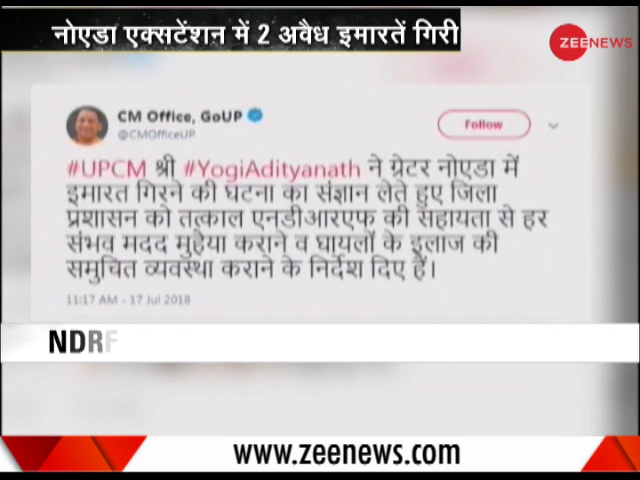 नोएडा एक्सटेंशन में 2 अवैध इमारतें गिरी
ZEENEWS
CM Office, GoUP
@CMOfficeUP
Follow
#UPCM श्री #YogiAdityanath ने ग्रेटर नोएडा में
इमारत गिरने की घटना का संज्ञान लेते हुए जिला
प्रशासन को तत्काल एनडीआरएफ की सहायता से हर
संभव मदद मुहैया कराने व घायलों के इलाज की
समुचित व्यवस्था कराने के निर्देश दिए हैं।
11:17 AM - 17 Jul 2018
NDRF
www.zeenews.com